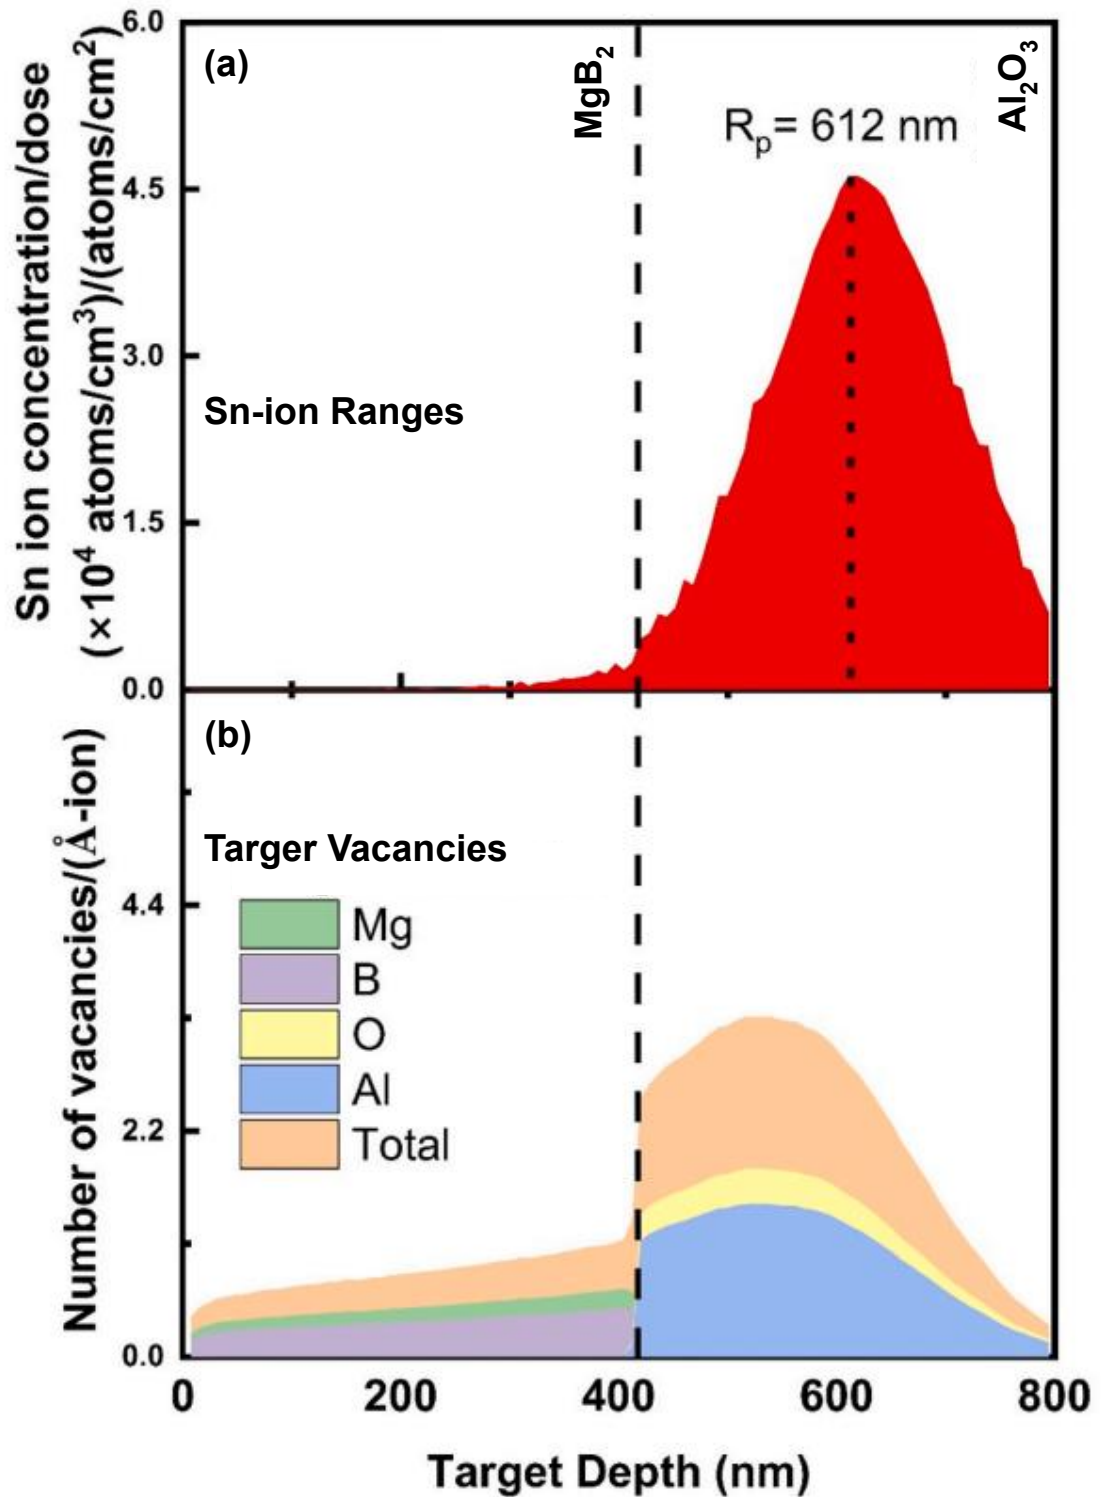 Sn ion concentration/dose
(×10⁴ atoms/cm³)/(atoms/cm²)
6.0
4.5
3.0
1.5
0.0
(a)
MgB₂
Al₂O₃
Rₚ= 612 nm
Sn-ion Ranges
Number of vacancies/(Å-ion)
4.4
2.2
0.0
(b)
Targer Vacancies
Mg
B
O
Al
Total
0 200 400 600 800
Target Depth (nm)